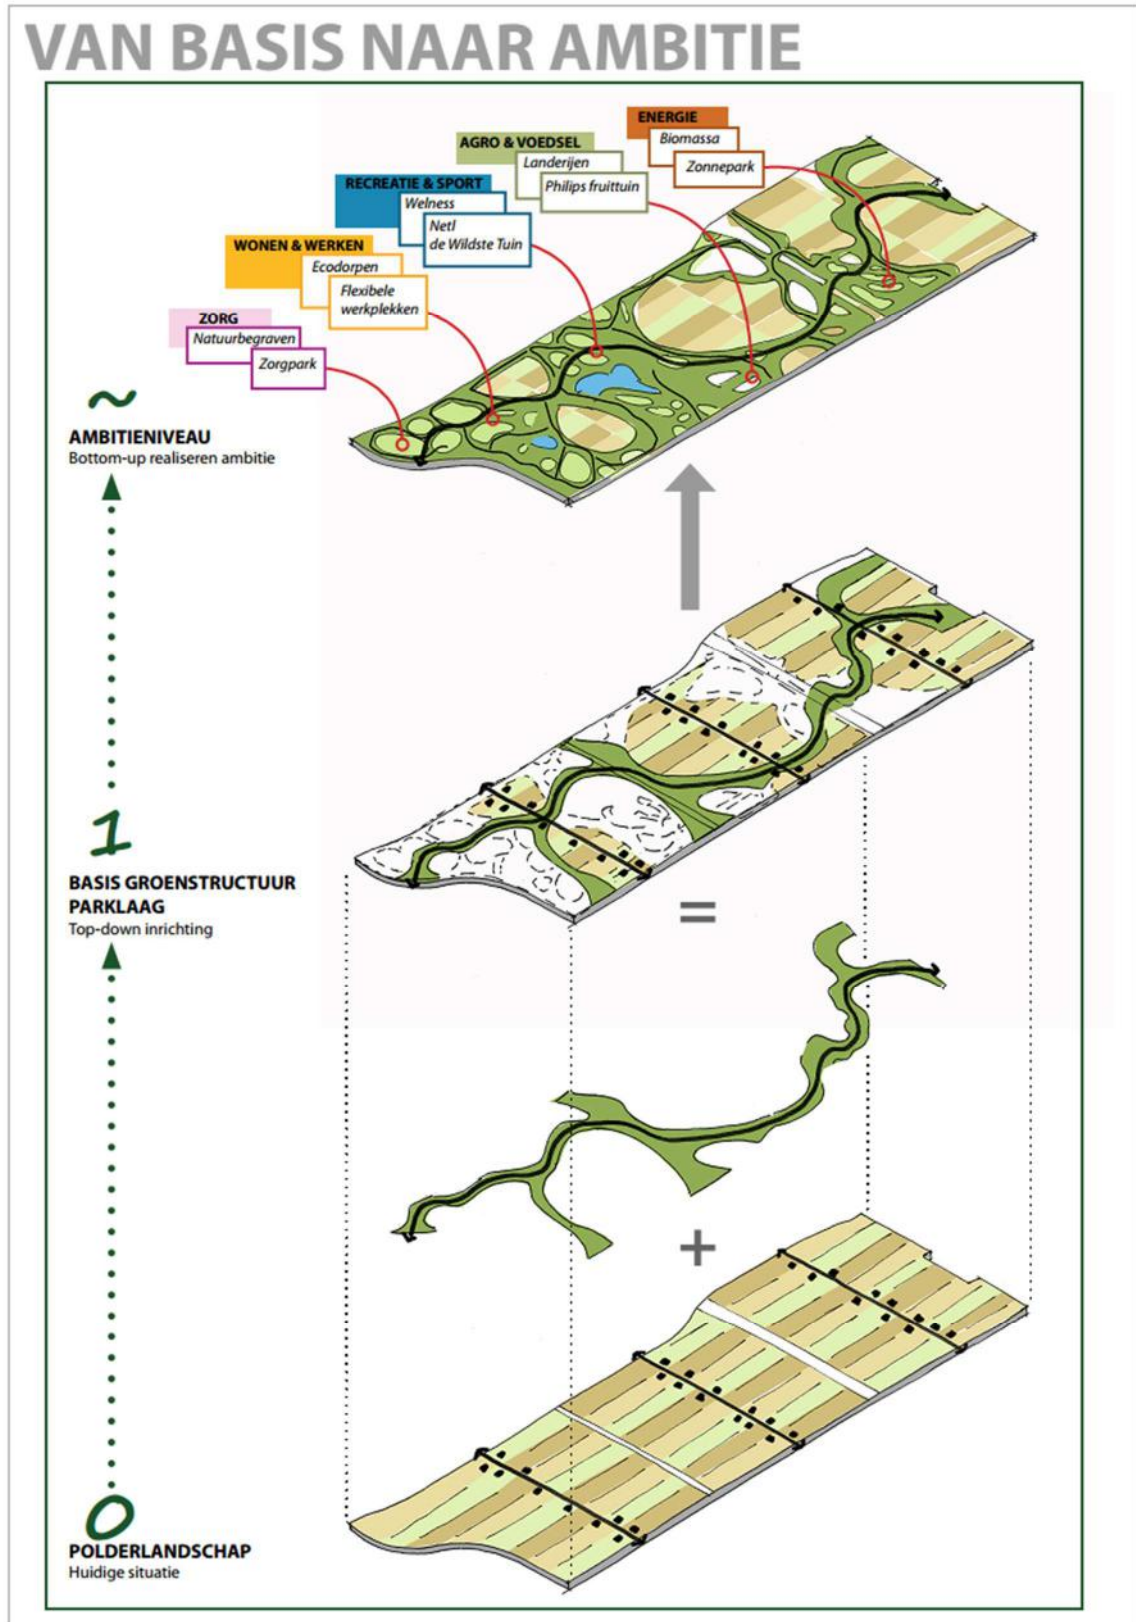 VAN BASIS NAAR AMBITIE
ENERGIE
Biomassa
Zonnepark
AGRO & VOEDSEL
Landerijen
Philips fruittuin
RECREATIE & SPORT
Welness
Netl
de Wildste Tuin
WONEN & WERKEN
Ecodorpen
Flexibele
werkplekken
ZORG
Natuurbegraven
Zorgpark
~
AMBITIENIVEAU
Bottom-up realiseren ambitie
1
BASIS GROENSTRUCTUUR
PARKLAAG
Top-down inrichting
=
+
0
POLDERLANDSCHAP
Huidige situatie